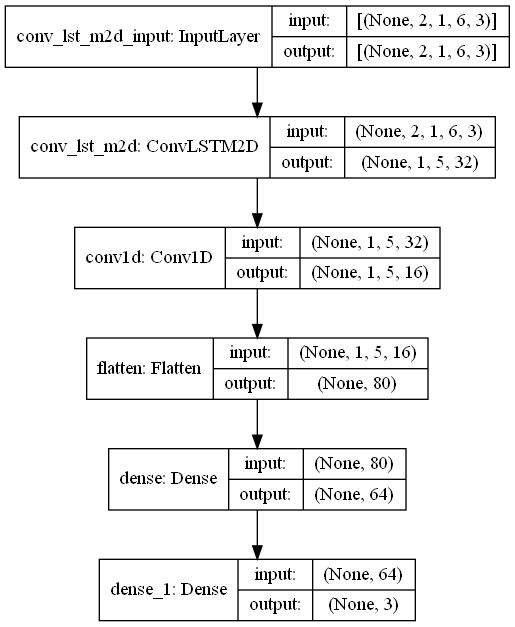 conv_lst_m2d_input: InputLayer
input: [(None, 2, 1, 6, 3)]
output: [(None, 2, 1, 6, 3)]
conv_lst_m2d: ConvLSTM2D
input: (None, 2, 1, 6, 3)
output: (None, 1, 5, 32)
conv1d: Conv1D
input: (None, 1, 5, 32)
output: (None, 1, 5, 16)
flatten: Flatten
input: (None, 1, 5, 16)
output: (None, 80)
dense: Dense
input: (None, 80)
output: (None, 64)
dense_1: Dense
input: (None, 64)
output: (None, 3)